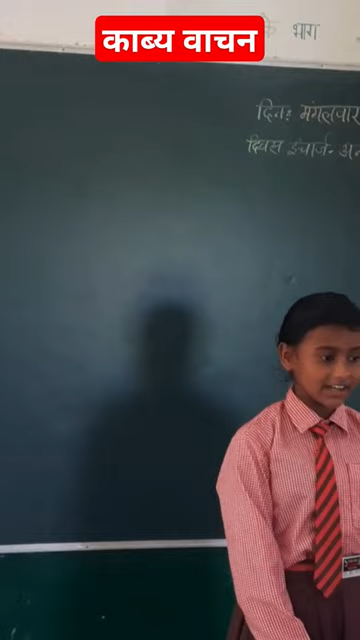 काब्य वाचन
भाग
दिनः मंगलवार
दिवस इंचार्ज-